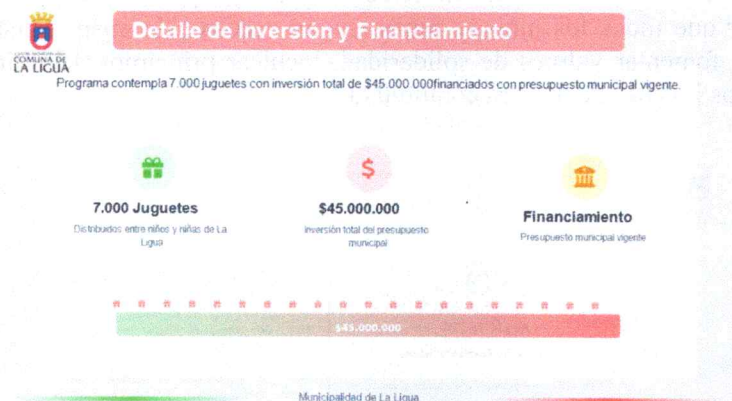 Detalle de Inversión y Financiamiento
COMUNA DE
LA LIGUA
Programa contempla 7.000 juguetes con inversión total de $45.000.000financiados con presupuesto municipal vigente.
7.000 Juguetes
Distribuidos entre niños y niñas de La
Ligua
$45.000.000
Inversión total del presupuesto
municipal
Financiamiento
Presupuesto municipal vigente
$45.000.000
Municipalidad de La Ligua